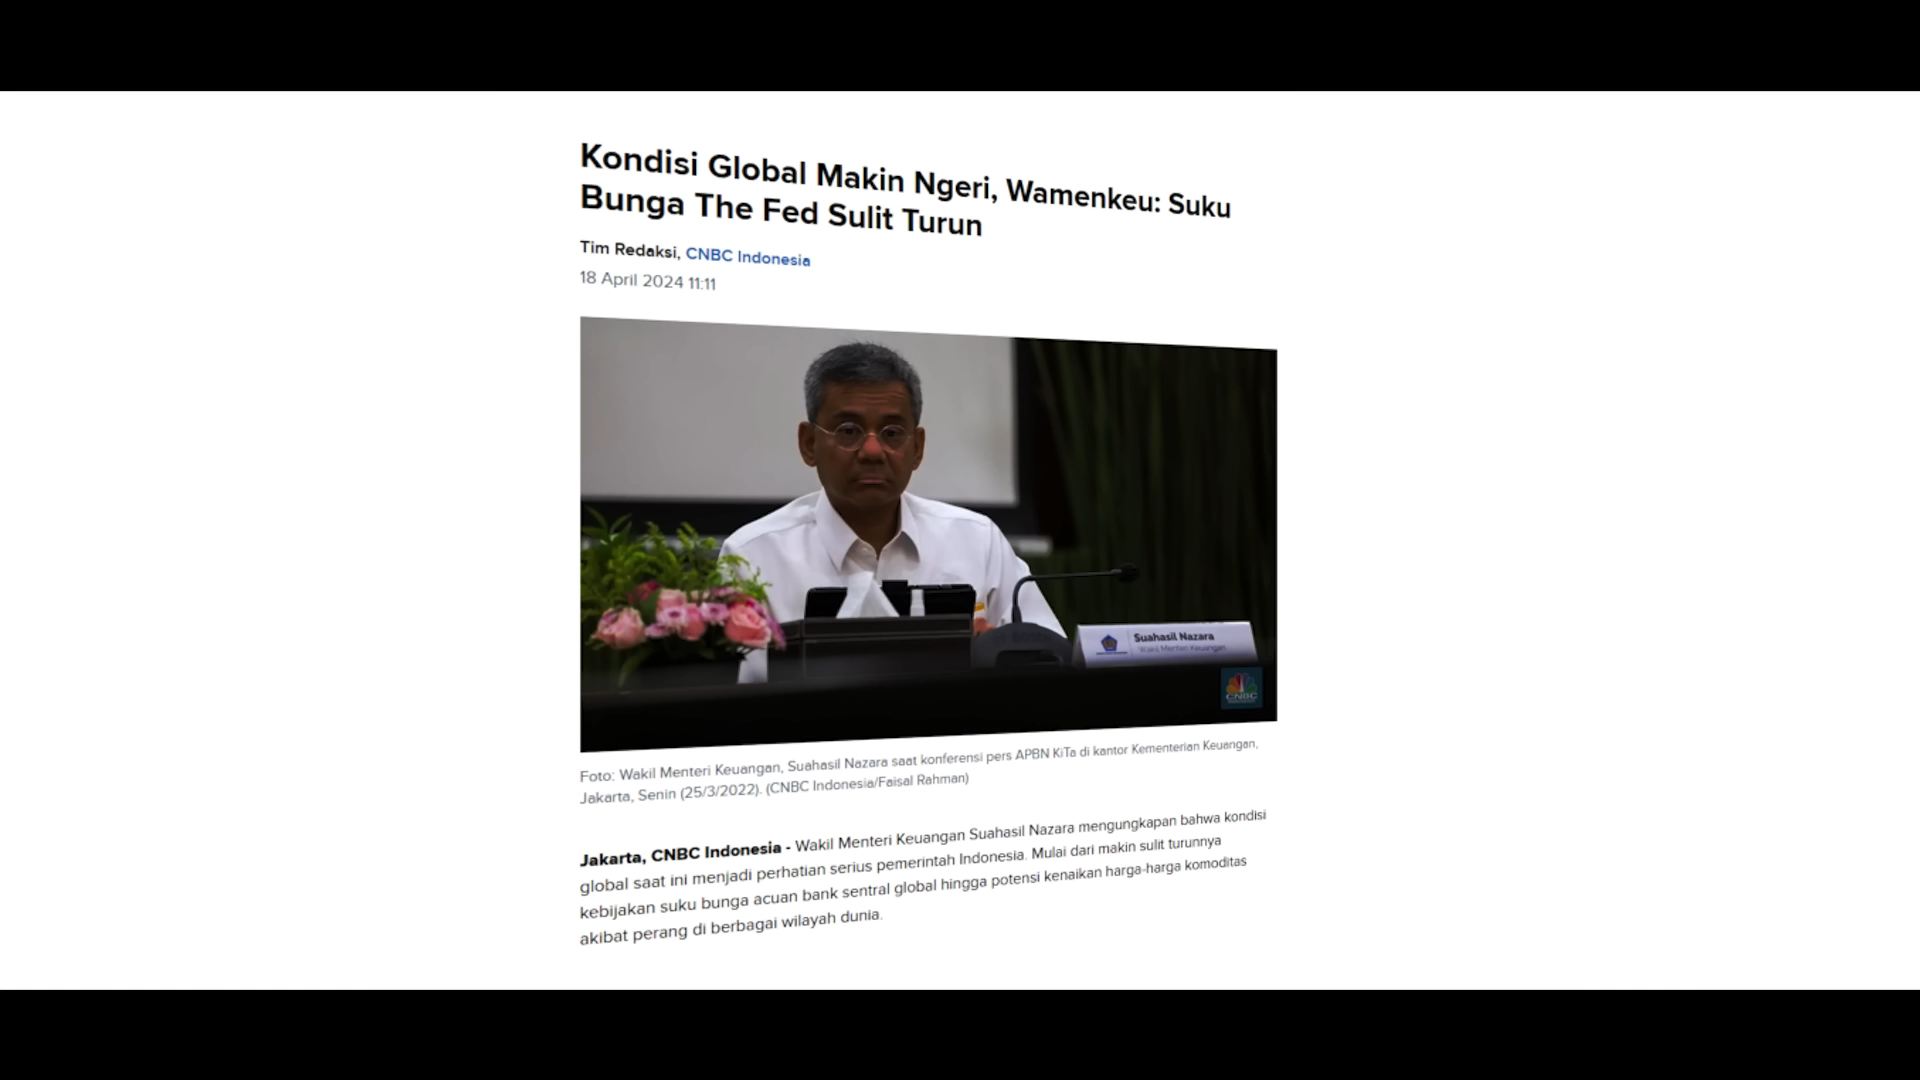 Kondisi Global Makin Ngeri, Wamenkeu: Suku
Bunga The Fed Sulit Turun
Tim Redaksi, CNBC Indonesia
18 April 2024 11:11
Suahasil Nazara
Wakil Menteri Keuangan
CNBC
Foto: Wakil Menteri Keuangan, Suahasil Nazara saat konferensi pers APBN KiTa di kantor Kementerian Keuangan,
Jakarta, Senin (25/3/2022). (CNBC Indonesia/Faisal Rahman)
Jakarta, CNBC Indonesia - Wakil Menteri Keuangan Suahasil Nazara mengungkapan bahwa kondisi
global saat ini menjadi perhatian serius pemerintah Indonesia. Mulai dari makin sulit turunnya
kebijakan suku bunga acuan bank sentral global hingga potensi kenaikan harga-harga komoditas
akibat perang di berbagai wilayah dunia.